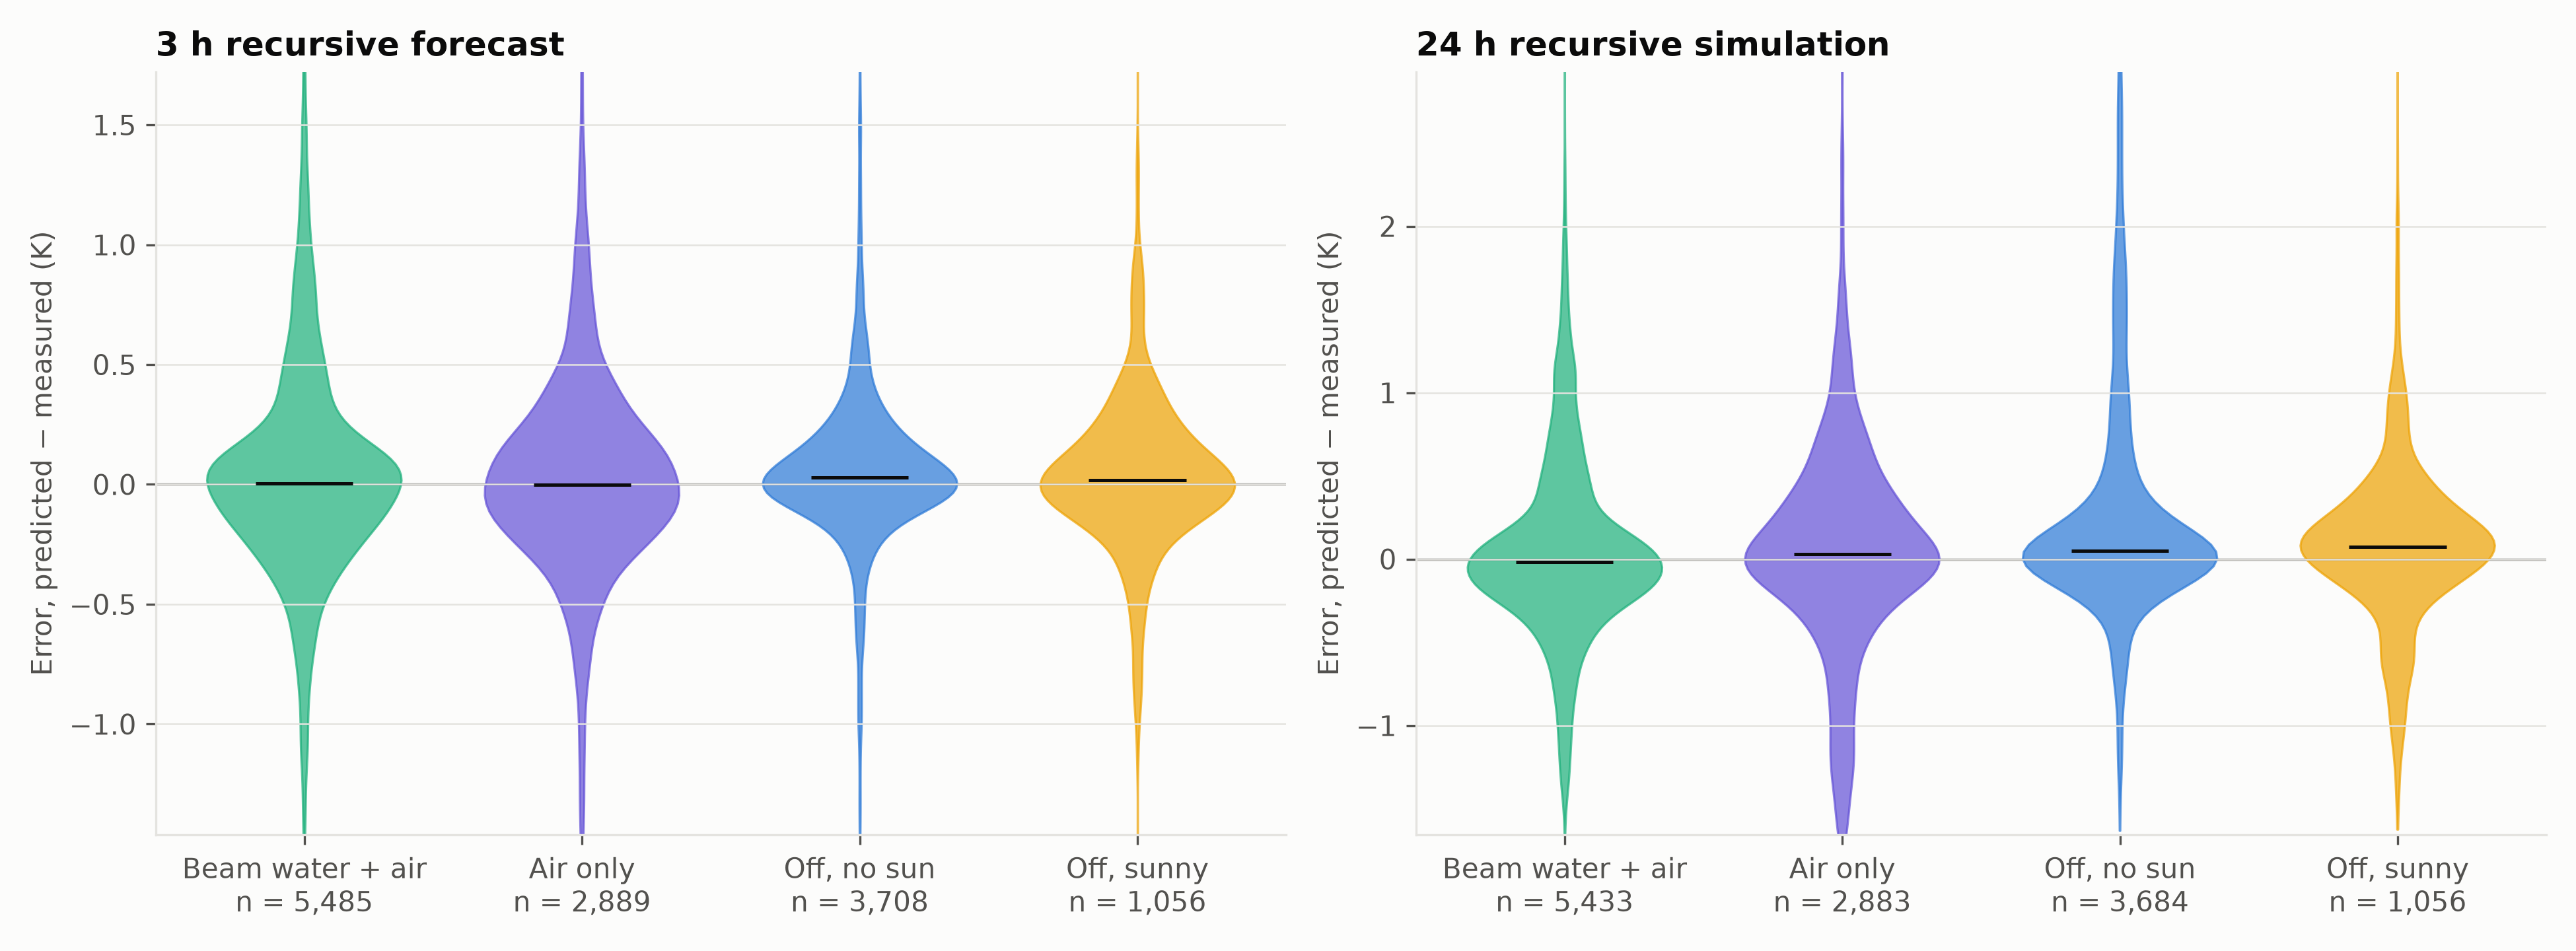 3 h recursive forecast
Error, predicted − measured (K)
1.5
1.0
0.5
0.0
−0.5
−1.0
Beam water + air
n = 5,485
Air only
n = 2,889
Off, no sun
n = 3,708
Off, sunny
n = 1,056
24 h recursive simulation
Error, predicted − measured (K)
2
1
0
−1
Beam water + air
n = 5,433
Air only
n = 2,883
Off, no sun
n = 3,684
Off, sunny
n = 1,056